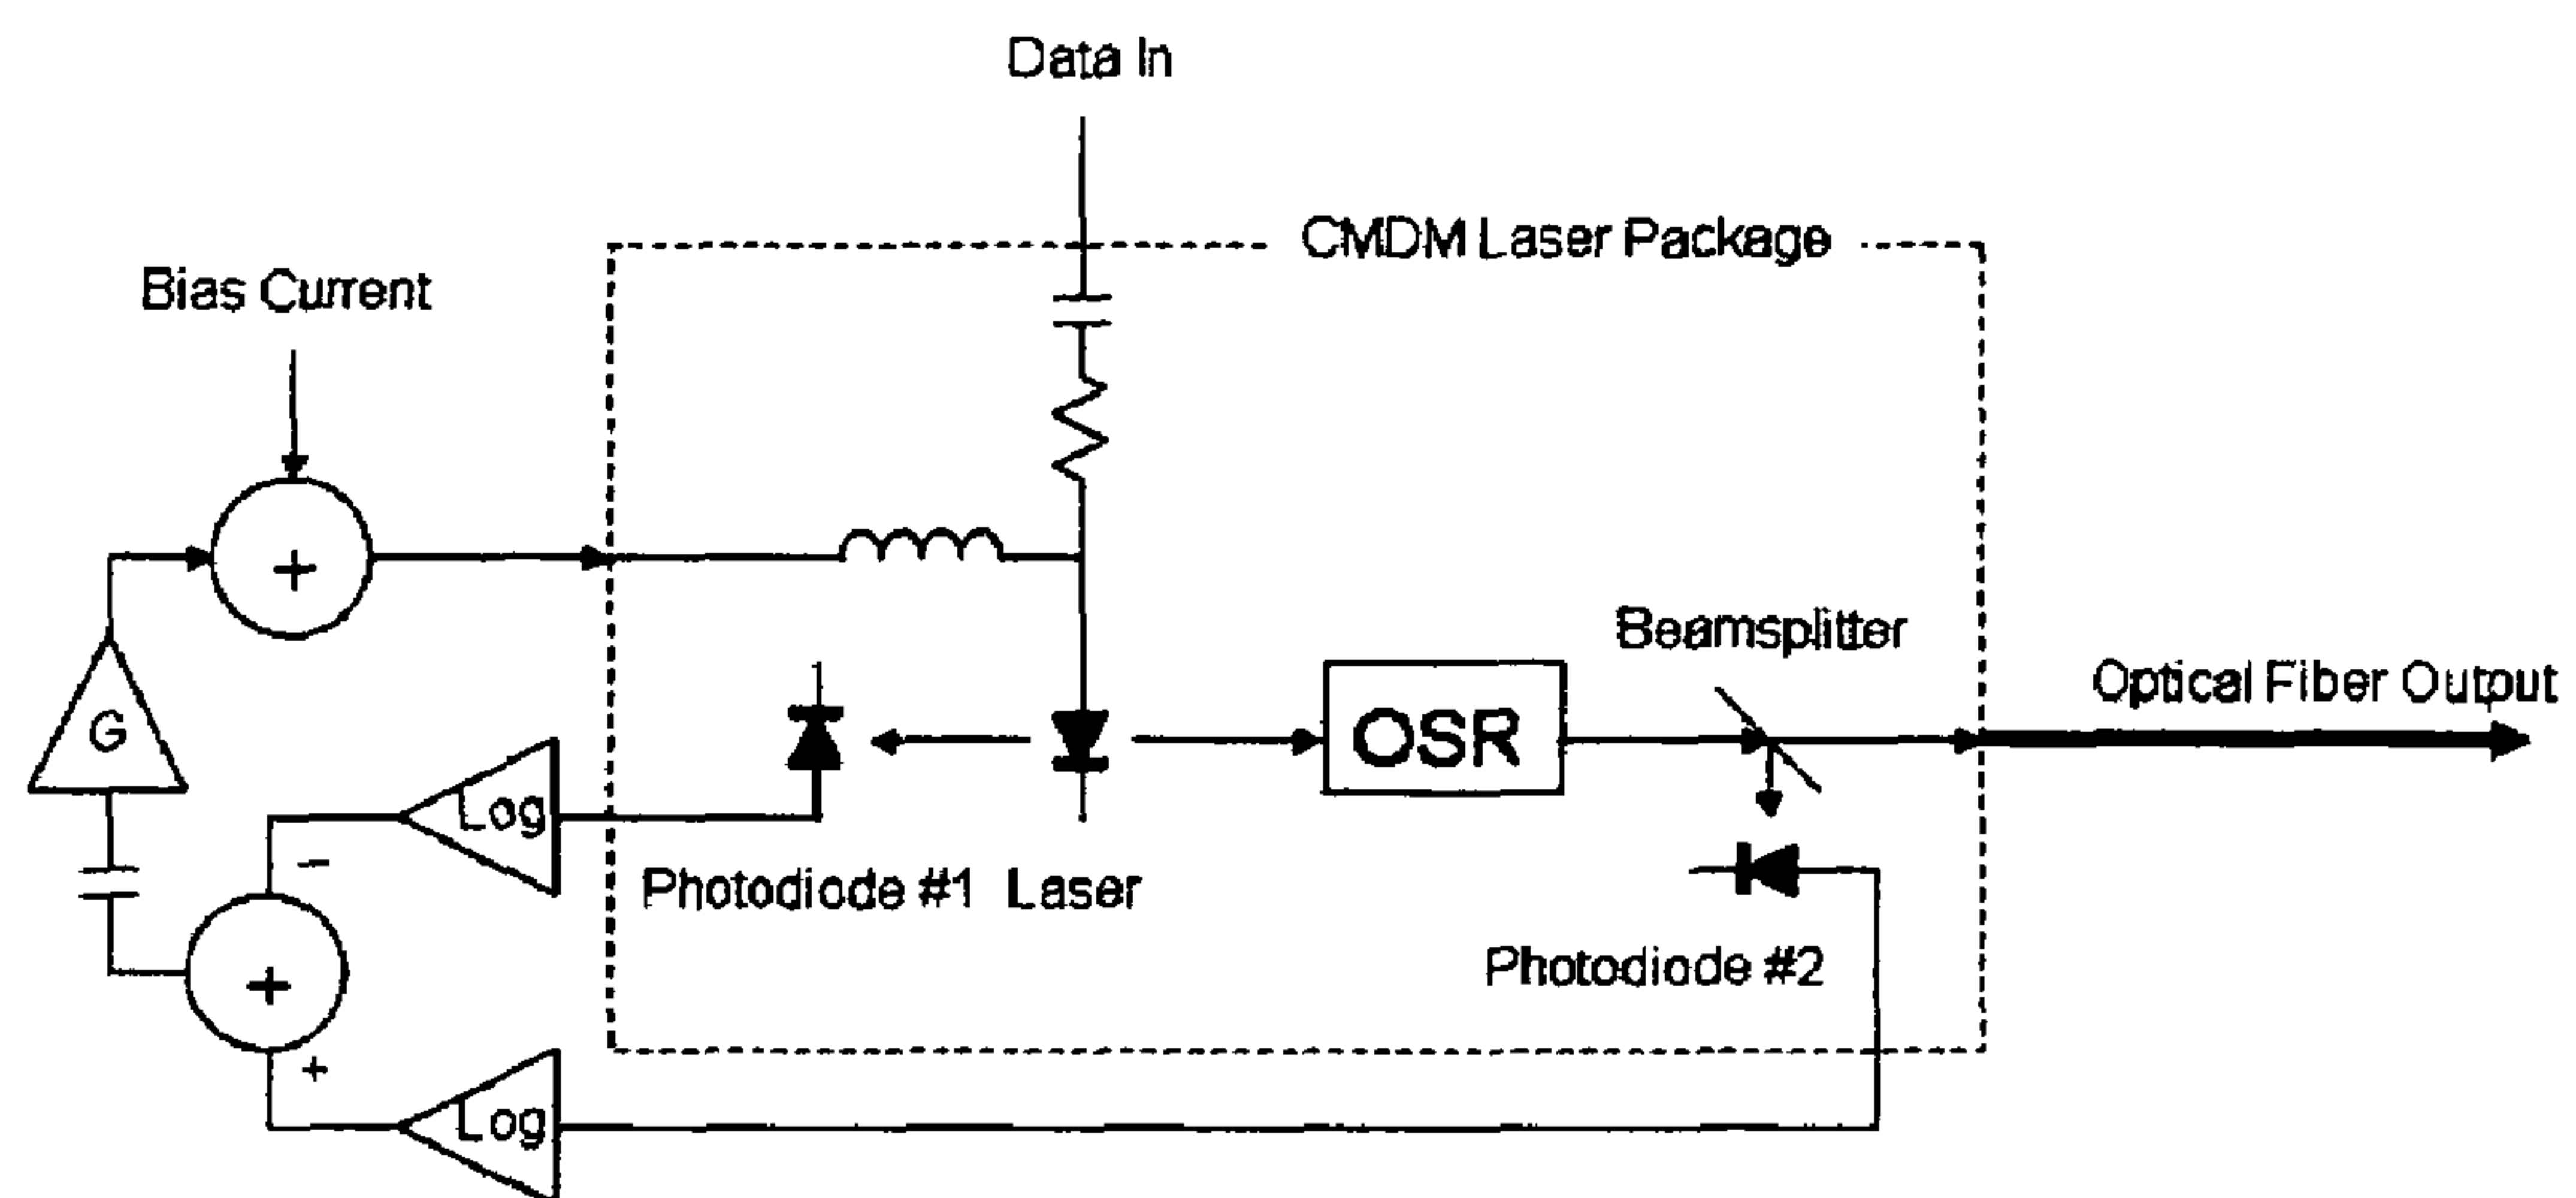 Data In
CMDM Laser Package
Bias Current
+
Beamsplitter
Optical Fiber Output
G
OSR
Log
−
Photodiode #1 Laser
Photodiode #2
+
+
Log